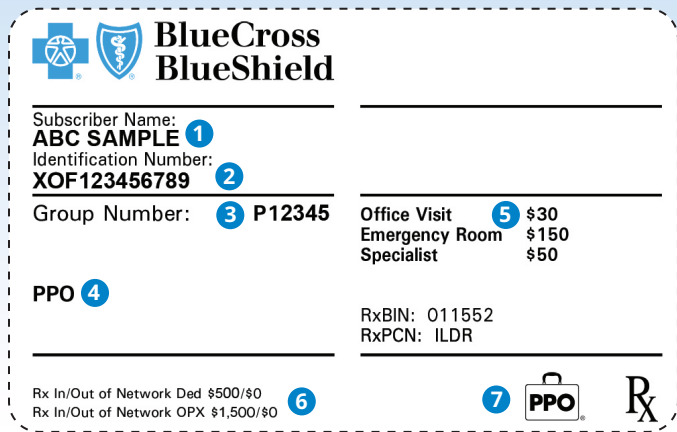 BlueCross
BlueShield
Subscriber Name:
ABC SAMPLE 1
Identification Number:
XOF123456789 2
Group Number: 3 P12345
PPO 4
Office Visit 5 $30
Emergency Room $150
Specialist $50
RxBIN: 011552
RxPCN: ILDR
Rx In/Out of Network Ded $500/$0
Rx In/Out of Network OPX $1,500/$0
6
7 PPO ®
Rx